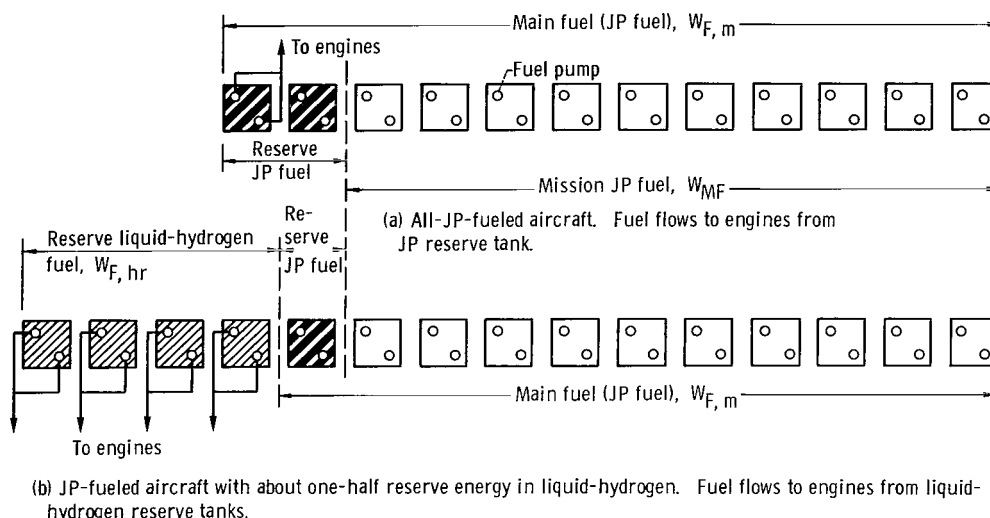 Main fuel (JP fuel), W_F, m
To engines
Fuel pump
Reserve
JP fuel
Mission JP fuel, W_MF
(a) All-JP-fueled aircraft. Fuel flows to engines from
JP reserve tank.
Reserve liquid-hydrogen
fuel, W_F, hr
Re-
serve
JP fuel
Main fuel (JP fuel), W_F, m
To engines
(b) JP-fueled aircraft with about one-half reserve energy in liquid-hydrogen. Fuel flows to engines from liquid-
hydrogen reserve tanks.